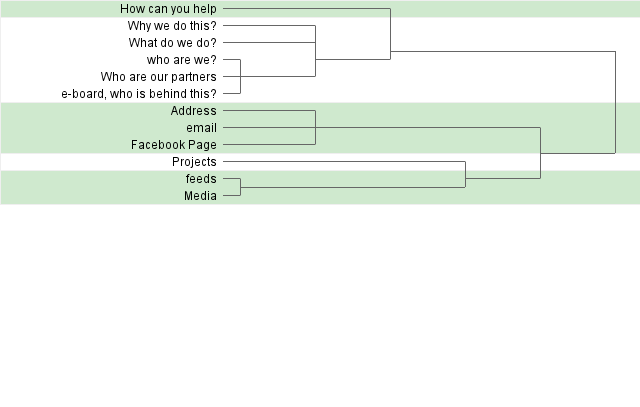 How can you help
Why we do this?
What do we do?
who are we?
Who are our partners
e-board, who is behind this?
Address
email
Facebook Page
Projects
feeds
Media